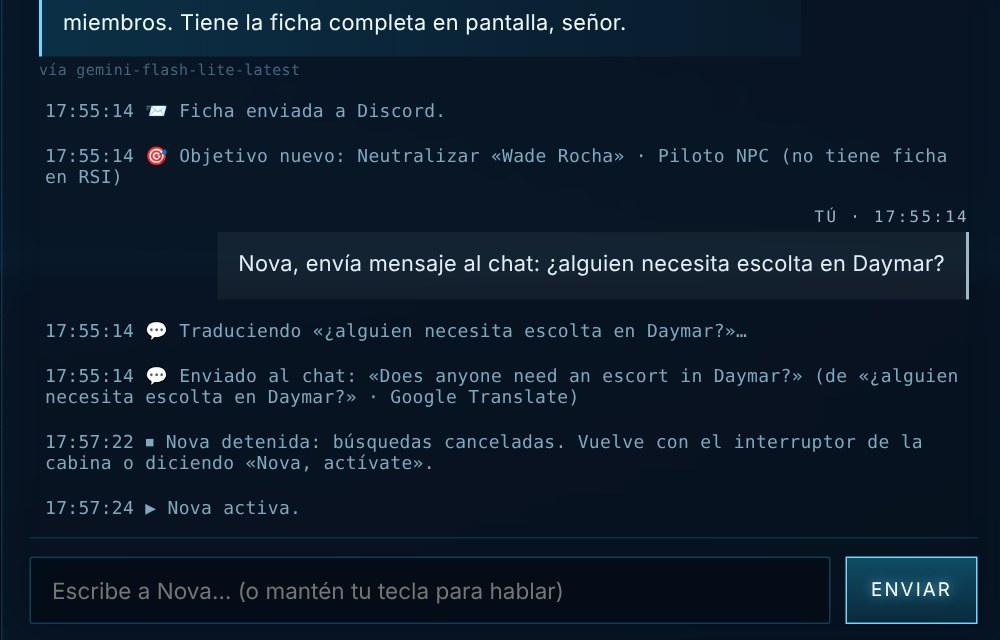 miembros. Tiene la ficha completa en pantalla, señor.
vía gemini-flash-lite-latest
17:55:14 📨 Ficha enviada a Discord.
17:55:14 🎯 Objetivo nuevo: Neutralizar «Wade Rocha» · Piloto NPC (no tiene ficha
en RSI)
TÚ · 17:55:14
Nova, envía mensaje al chat: ¿alguien necesita escolta en Daymar?
17:55:14 💬 Traduciendo «¿alguien necesita escolta en Daymar?»…
17:55:14 💬 Enviado al chat: «Does anyone need an escort in Daymar?» (de «¿alguien
necesita escolta en Daymar?» · Google Translate)
17:57:22 ⏹ Nova detenida: búsquedas canceladas. Vuelve con el interruptor de la
cabina o diciendo «Nova, actívate».
17:57:24 ▶ Nova activa.
Escribe a Nova... (o mantén tu tecla para hablar)
ENVIAR